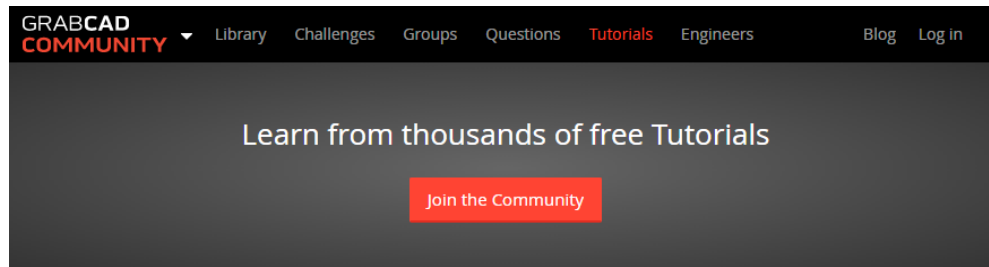 GRABCAD
COMMUNITY
Library Challenges Groups Questions Tutorials Engineers Blog Log in
Learn from thousands of free Tutorials
Join the Community